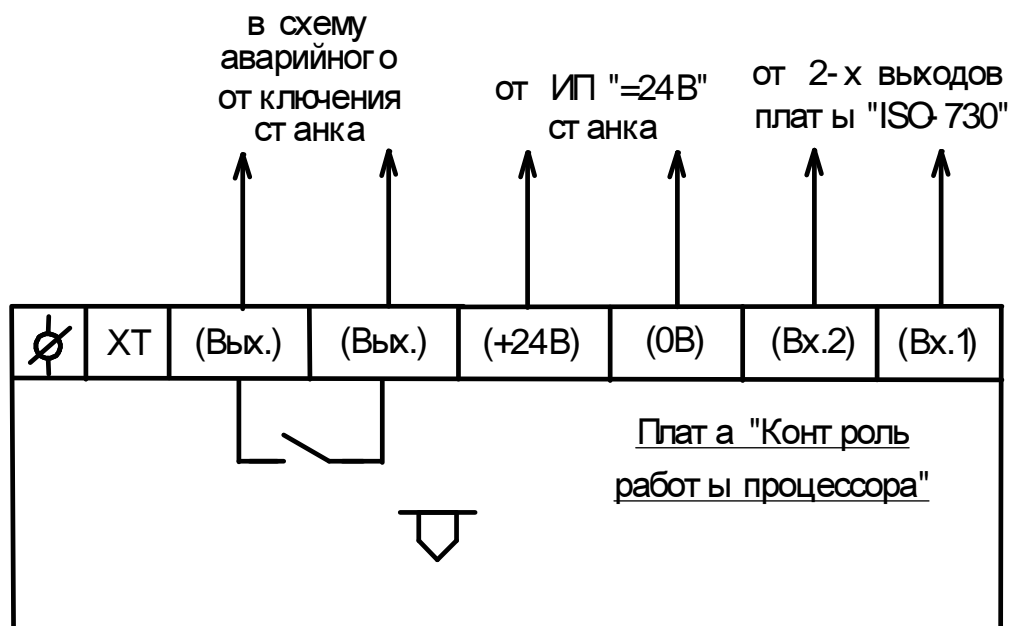 в схему
аварийного
отключения
станка
от ИП "=24В"
станка
от 2-х выходов
платы "ISO-730"
ХТ
(Вых.)
(Вых.)
(+24В)
(0В)
(Вх.2)
(Вх.1)
Плата "Контроль
работы процессора"